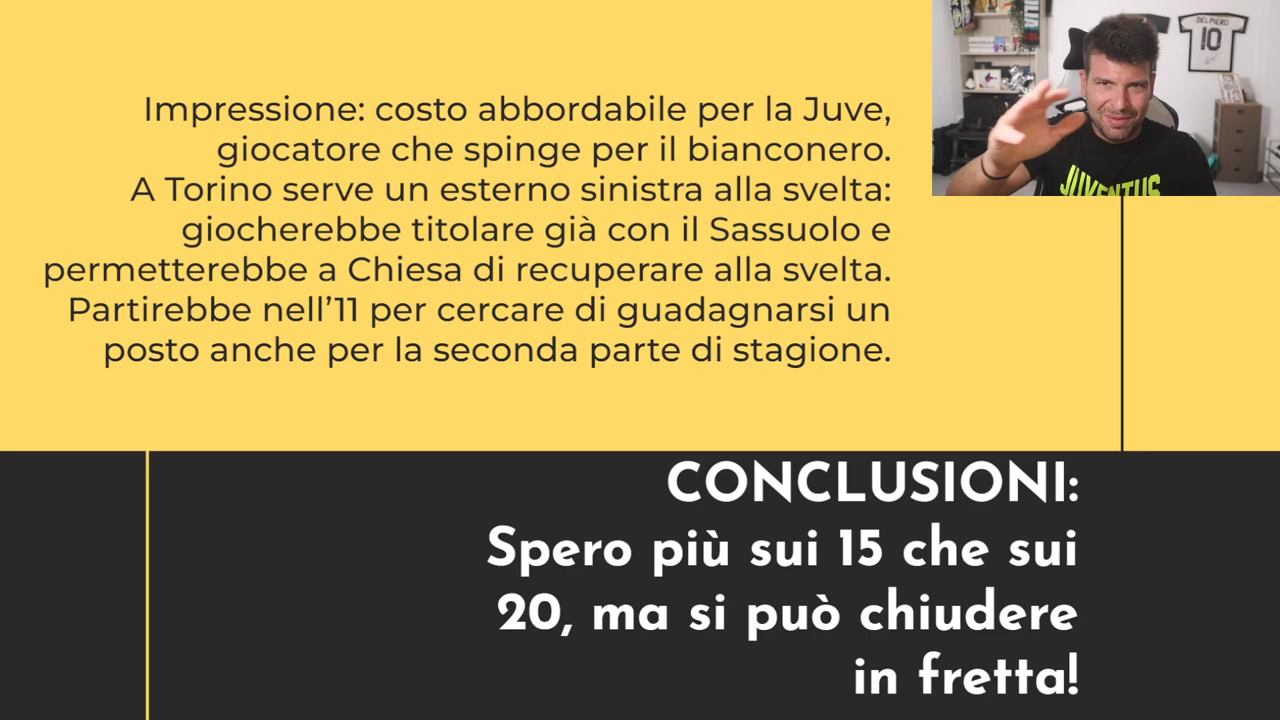 Impressione: costo abbordabile per la Juve,
giocatore che spinge per il bianconero.
A Torino serve un esterno sinistra alla svelta:
giocherebbe titolare già con il Sassuolo e
permetterebbe a Chiesa di recuperare alla svelta.
Partirebbe nell’11 per cercare di guadagnarsi un
posto anche per la seconda parte di stagione.
DEL PIERO
10
JUVENTUS
CONCLUSIONI:
Spero più sui 15 che sui
20, ma si può chiudere
in fretta!